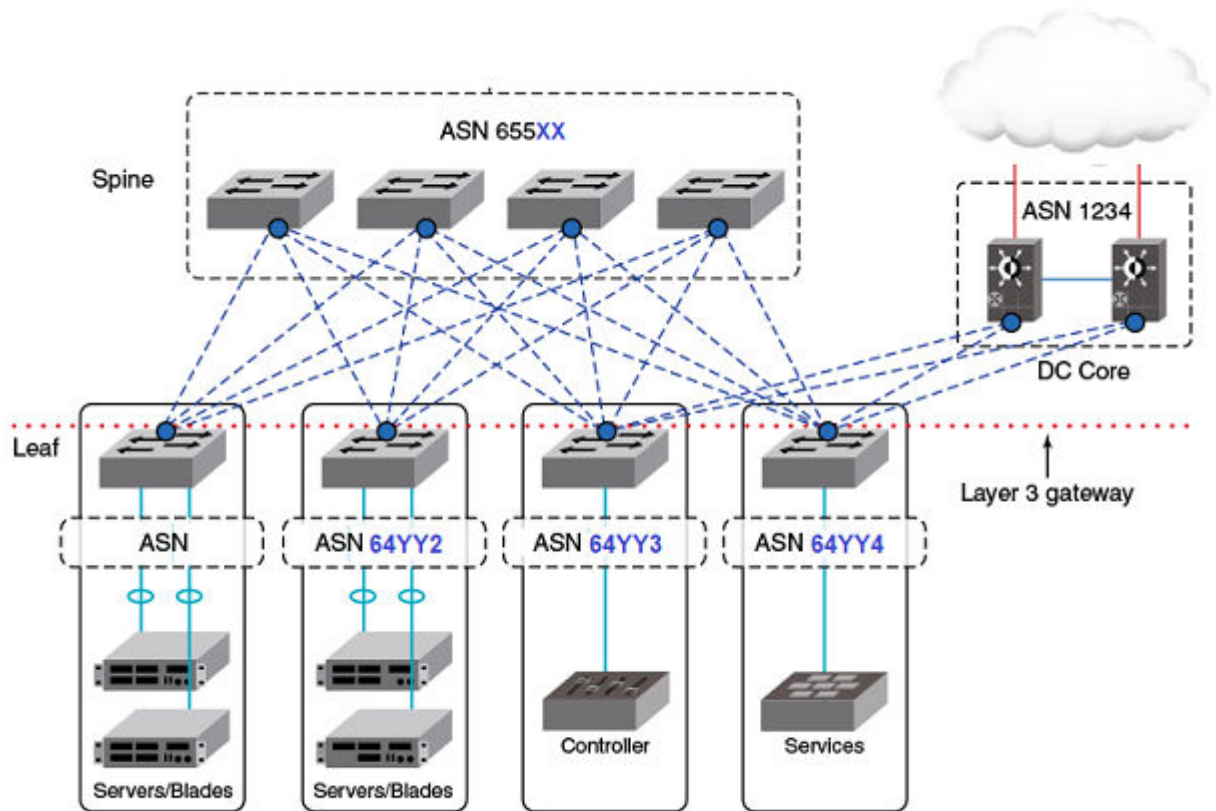 ASN 655XX
Spine
ASN 1234
DC Core
Leaf
Layer 3 gateway
ASN
ASN 64YY2
ASN 64YY3
ASN 64YY4
Controller
Services
Servers/Blades
Servers/Blades